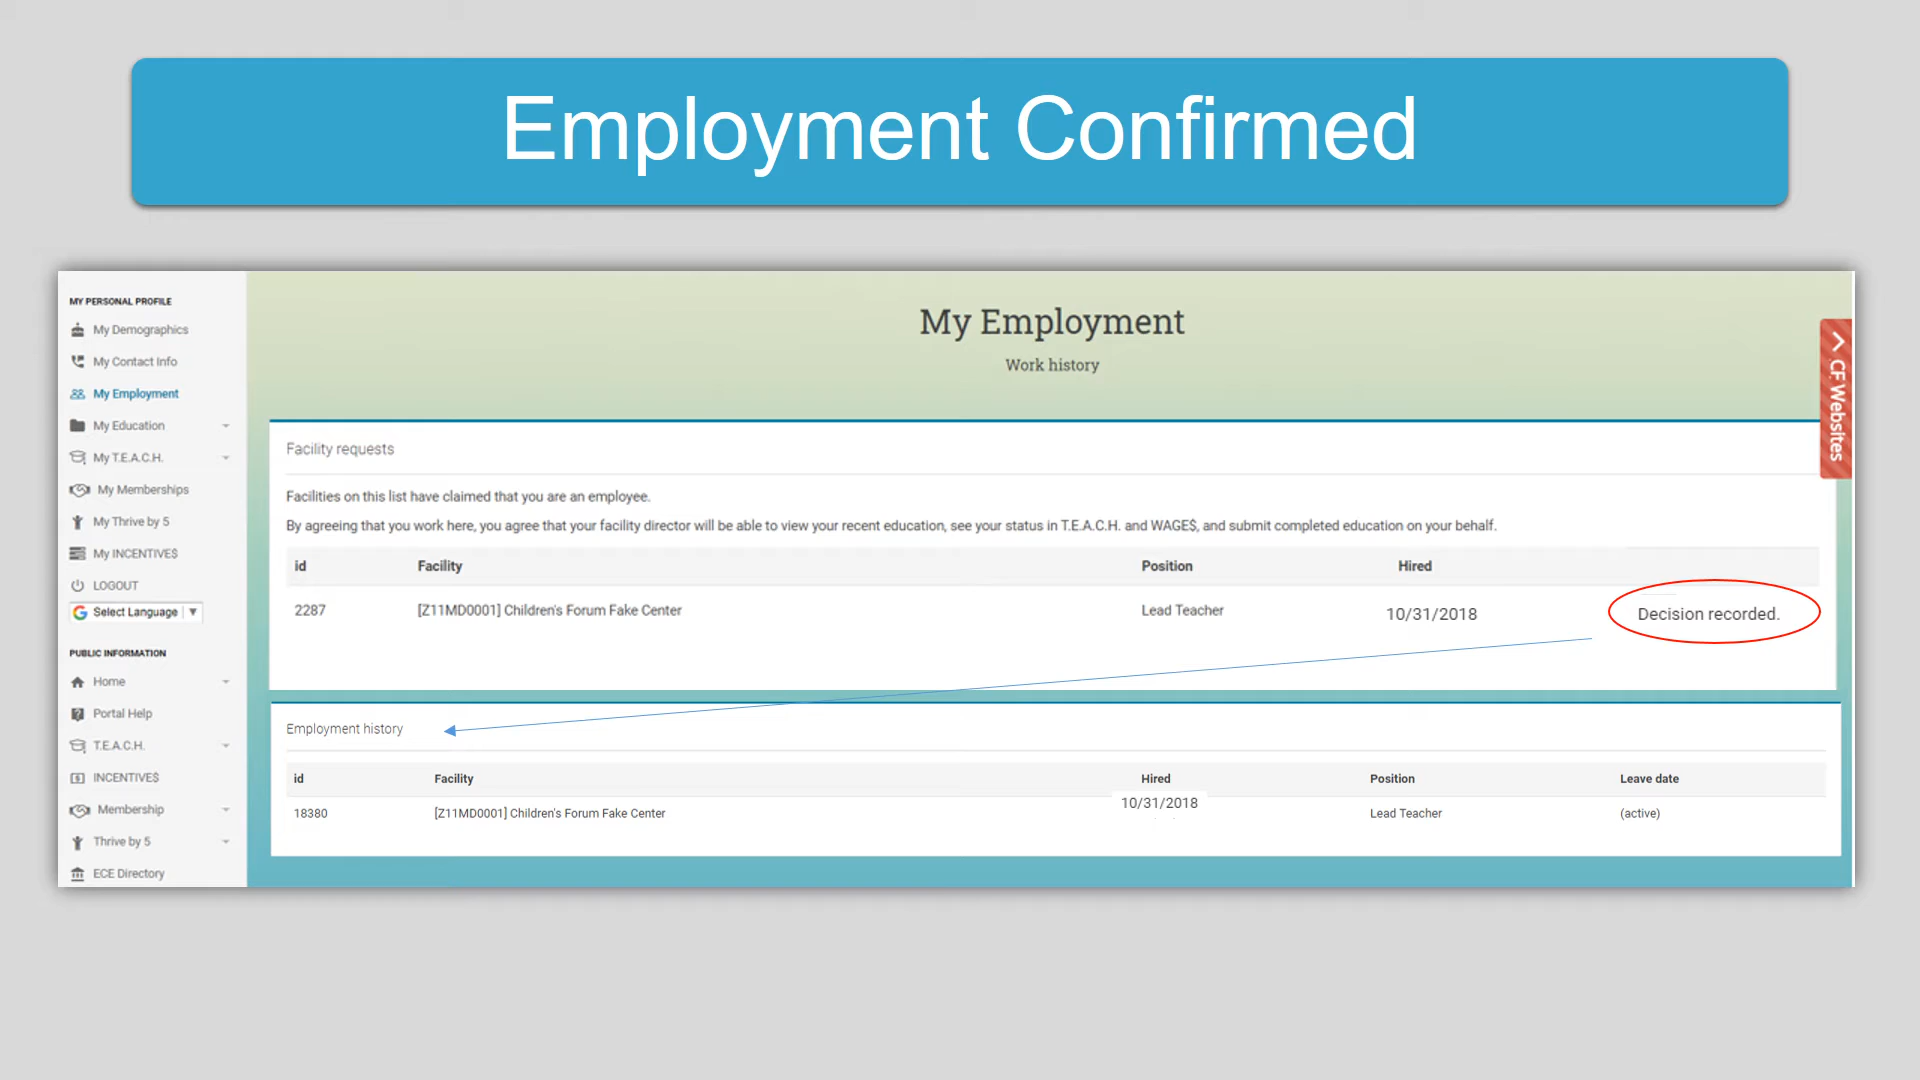 Employment Confirmed
MY PERSONAL PROFILE
My Demographics
My Contact Info
My Employment
My Education
My T.E.A.C.H.
My Memberships
My Thrive by 5
My INCENTIVE$
LOGOUT
Select Language
PUBLIC INFORMATION
Home
Portal Help
T.E.A.C.H.
INCENTIVE$
Membership
Thrive by 5
ECE Directory
My Employment
Work history
CF Websites
Facility requests
Facilities on this list have claimed that you are an employee.
By agreeing that you work here, you agree that your facility director will be able to view your recent education, see your status in T.E.A.C.H. and WAGE$, and submit completed education on your behalf.
id Facility Position Hired
2287 [Z11MD0001] Children's Forum Fake Center Lead Teacher 10/31/2018 Decision recorded.
Employment history
id Facility Hired Position Leave date
18380 [Z11MD0001] Children's Forum Fake Center 10/31/2018 Lead Teacher (active)